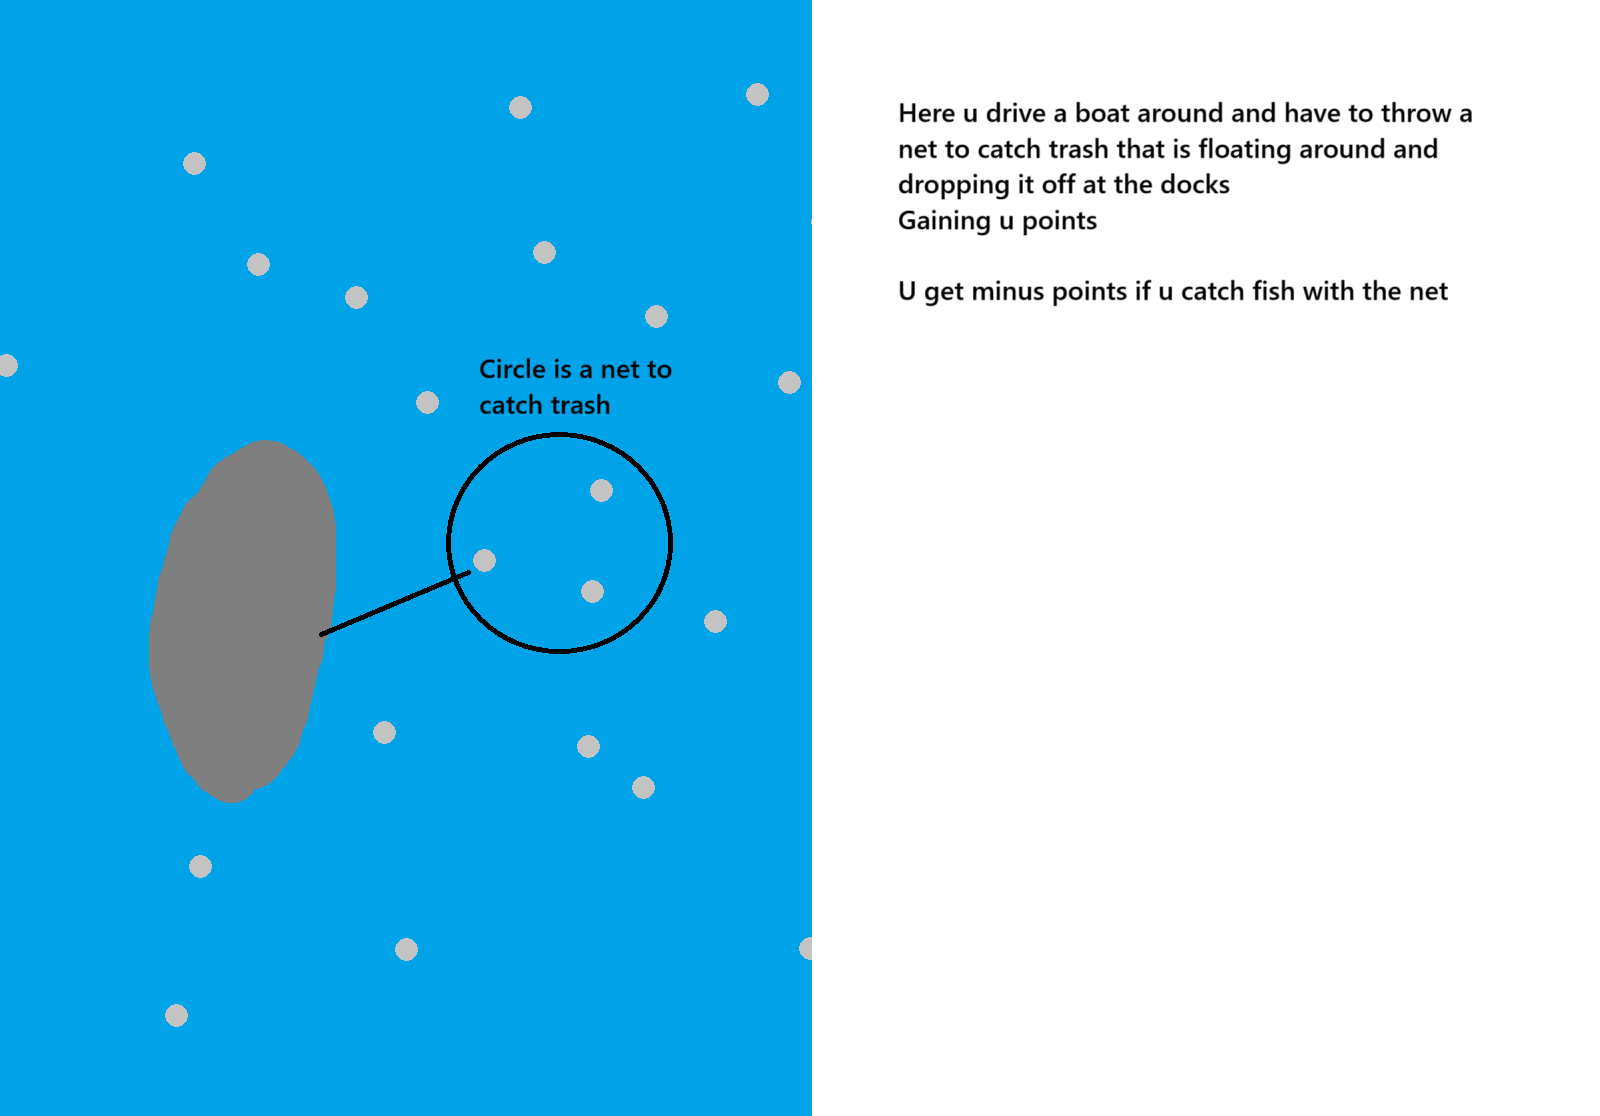 Here u drive a boat around and have to throw a
net to catch trash that is floating around and
dropping it off at the docks
Gaining u points
U get minus points if u catch fish with the net
Circle is a net to
catch trash